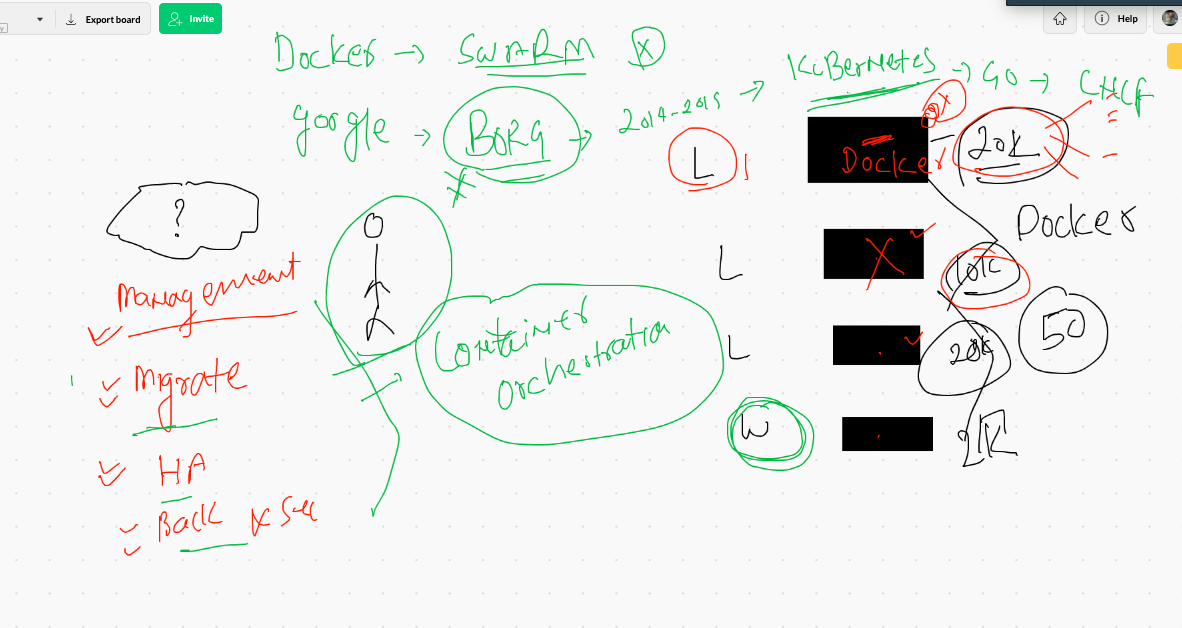 Export board
Invite
Help
Docker → SWARM X
google → BORG → 2014-2015 → KuBerNetes → GO → CNCF
L
Docker
20K
?
Docker
L
X
10K
Management
Container
orchestration
L
20K
50
Migrate
W
2K
HA
Back